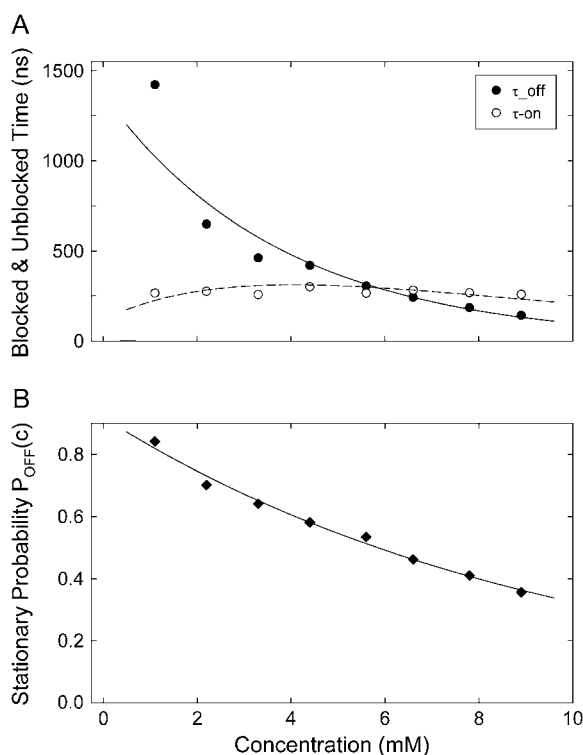 A
Blocked & Unblocked Time (ns)
1500
1000
500
0
τ_off
τ-on
B
Stationary Probability P_OFF(c)
0.8
0.6
0.4
0.2
0.0
0
2
4
6
8
10
Concentration (mM)